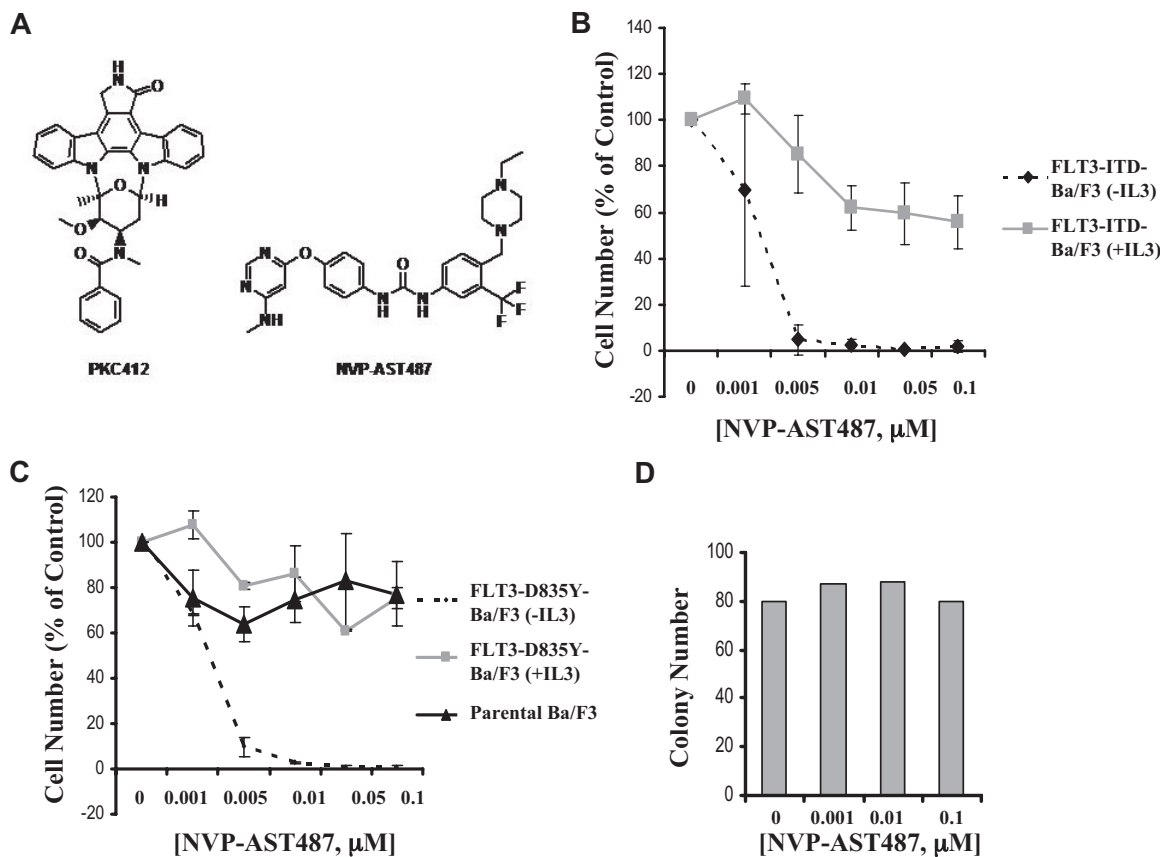 A
H
N
O
N
N
O
H
O
O
N
PKC412
N
N
N
N
O
O
N
H
N
H
F
F
F
NH
NVP-AST487
B
Cell Number (% of Control)
140
120
100
80
60
40
20
0
-20
0 0.001 0.005 0.01 0.05 0.1
[NVP-AST487, μM]
FLT3-ITD-
Ba/F3 (-IL3)
FLT3-ITD-
Ba/F3 (+IL3)
C
Cell Number (% of Control)
120
100
80
60
40
20
0
-20
0 0.001 0.005 0.01 0.05 0.1
[NVP-AST487, μM]
FLT3-D835Y-
Ba/F3 (-IL3)
FLT3-D835Y-
Ba/F3 (+IL3)
Parental Ba/F3
D
Colony Number
100
80
60
40
20
0
0 0.001 0.01 0.1
[NVP-AST487, μM]